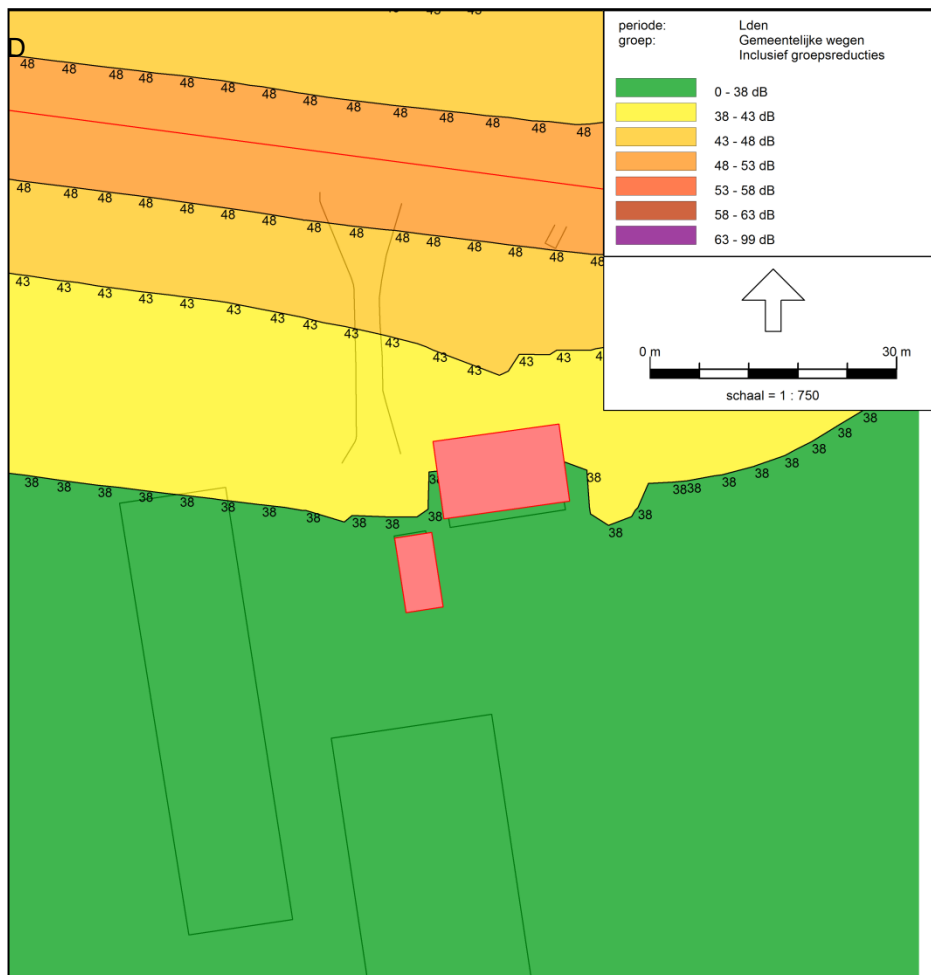 43 43 43
periode: Lden
groep: Gemeentelijke wegen
Inclusief groepsreducties
D
48 48 48 48 48 48 48 48 48 48 48 48 48 48
0 - 38 dB
38 - 43 dB
43 - 48 dB
48 - 53 dB
53 - 58 dB
58 - 63 dB
63 - 99 dB
48 48 48 48 48 48 48 48 48 48 48 48 48 48 48
43 43 43 43 43 43 43 43 43 43 43 43 43 43
0 m 30 m
schaal = 1 : 750
38 38 38 38 38 38 38 38 38 38 38 38 38 38 38 38 38 38 38 38 38 38